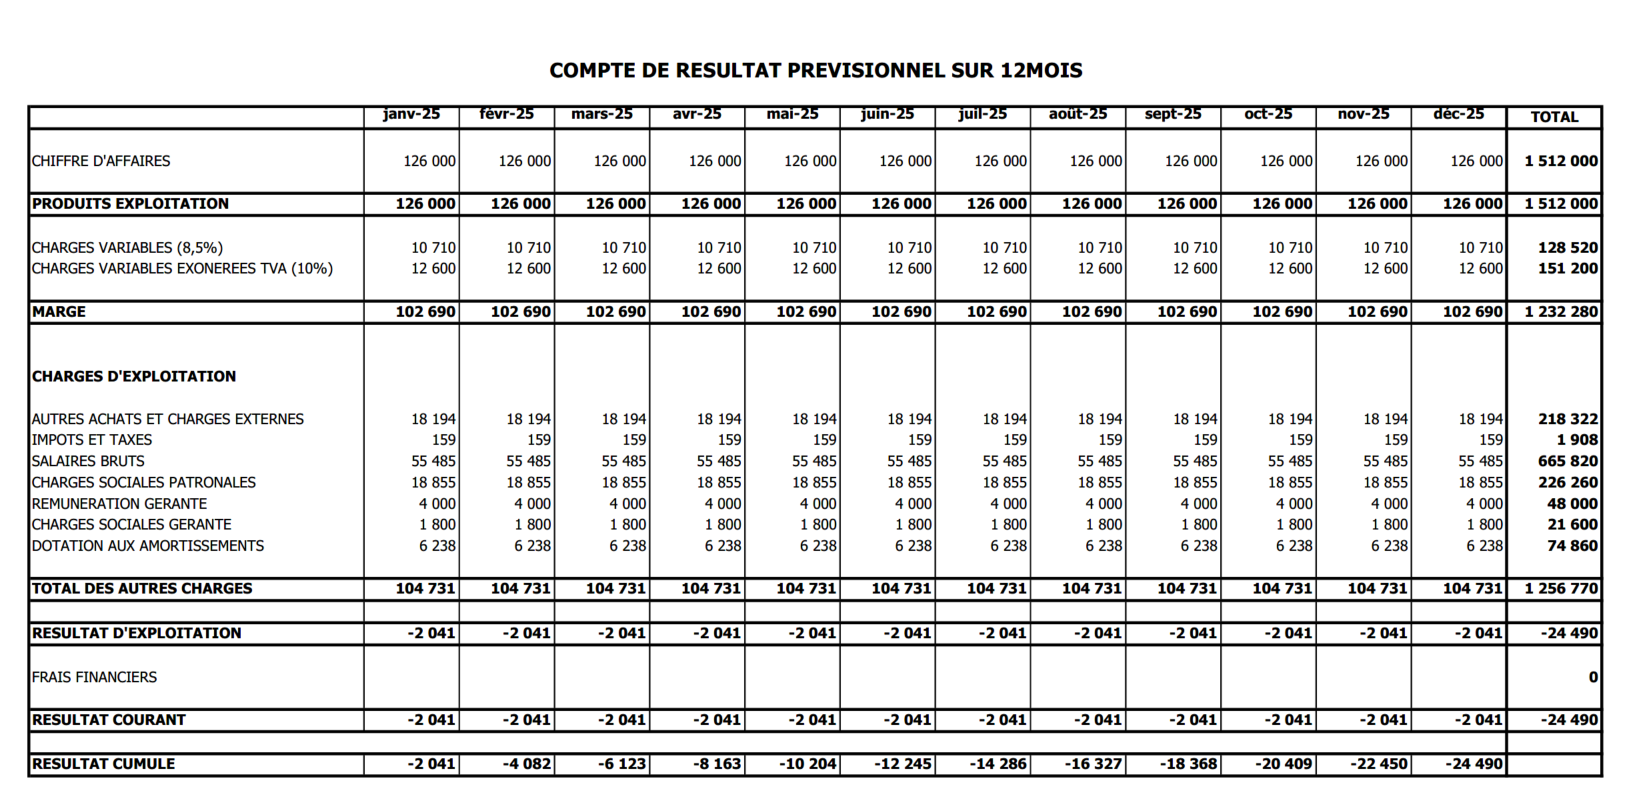 COMPTE DE RESULTAT PREVISIONNEL SUR 12MOIS
janv-25 févr-25 mars-25 avr-25 mai-25 juin-25 juil-25 août-25 sept-25 oct-25 nov-25 déc-25 TOTAL
CHIFFRE D'AFFAIRES 126 000 126 000 126 000 126 000 126 000 126 000 126 000 126 000 126 000 126 000 126 000 126 000 1 512 000
PRODUITS EXPLOITATION 126 000 126 000 126 000 126 000 126 000 126 000 126 000 126 000 126 000 126 000 126 000 126 000 1 512 000
CHARGES VARIABLES (8,5%) 10 710 10 710 10 710 10 710 10 710 10 710 10 710 10 710 10 710 10 710 10 710 10 710 128 520
CHARGES VARIABLES EXONEREES TVA (10%) 12 600 12 600 12 600 12 600 12 600 12 600 12 600 12 600 12 600 12 600 12 600 12 600 151 200
MARGE 102 690 102 690 102 690 102 690 102 690 102 690 102 690 102 690 102 690 102 690 102 690 102 690 1 232 280
CHARGES D'EXPLOITATION
AUTRES ACHATS ET CHARGES EXTERNES 18 194 18 194 18 194 18 194 18 194 18 194 18 194 18 194 18 194 18 194 18 194 18 194 218 322
IMPOTS ET TAXES 159 159 159 159 159 159 159 159 159 159 159 159 1 908
SALAIRES BRUTS 55 485 55 485 55 485 55 485 55 485 55 485 55 485 55 485 55 485 55 485 55 485 55 485 665 820
CHARGES SOCIALES PATRONALES 18 855 18 855 18 855 18 855 18 855 18 855 18 855 18 855 18 855 18 855 18 855 18 855 226 260
REMUNERATION GERANTE 4 000 4 000 4 000 4 000 4 000 4 000 4 000 4 000 4 000 4 000 4 000 4 000 48 000
CHARGES SOCIALES GERANTE 1 800 1 800 1 800 1 800 1 800 1 800 1 800 1 800 1 800 1 800 1 800 1 800 21 600
DOTATION AUX AMORTISSEMENTS 6 238 6 238 6 238 6 238 6 238 6 238 6 238 6 238 6 238 6 238 6 238 6 238 74 860
TOTAL DES AUTRES CHARGES 104 731 104 731 104 731 104 731 104 731 104 731 104 731 104 731 104 731 104 731 104 731 104 731 1 256 770
RESULTAT D'EXPLOITATION -2 041 -2 041 -2 041 -2 041 -2 041 -2 041 -2 041 -2 041 -2 041 -2 041 -2 041 -2 041 -24 490
FRAIS FINANCIERS 0
RESULTAT COURANT -2 041 -2 041 -2 041 -2 041 -2 041 -2 041 -2 041 -2 041 -2 041 -2 041 -2 041 -2 041 -24 490
RESULTAT CUMULE -2 041 -4 082 -6 123 -8 163 -10 204 -12 245 -14 286 -16 327 -18 368 -20 409 -22 450 -24 490